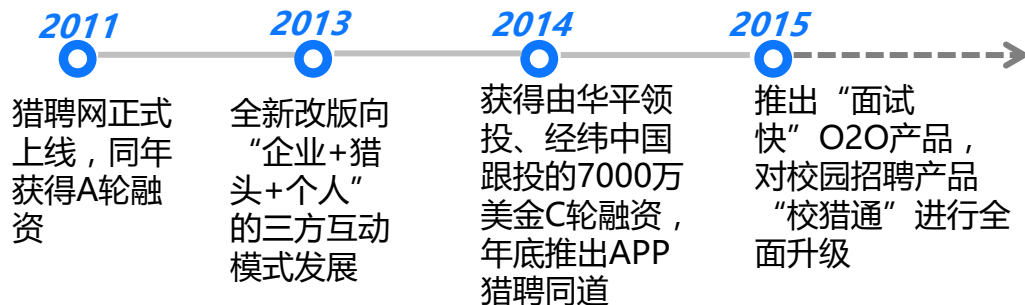 2011
猎聘网正式
上线，同年
获得A轮融
资
2013
全新改版向
“企业+猎
头+个人”
的三方互动
模式发展
2014
获得由华平领
投、经纬中国
跟投的7000万
美金C轮融资，
年底推出APP
猎聘同道
2015
推出“面试
快”O2O产品，
对校园招聘产品
“校猎通”进行全
面升级